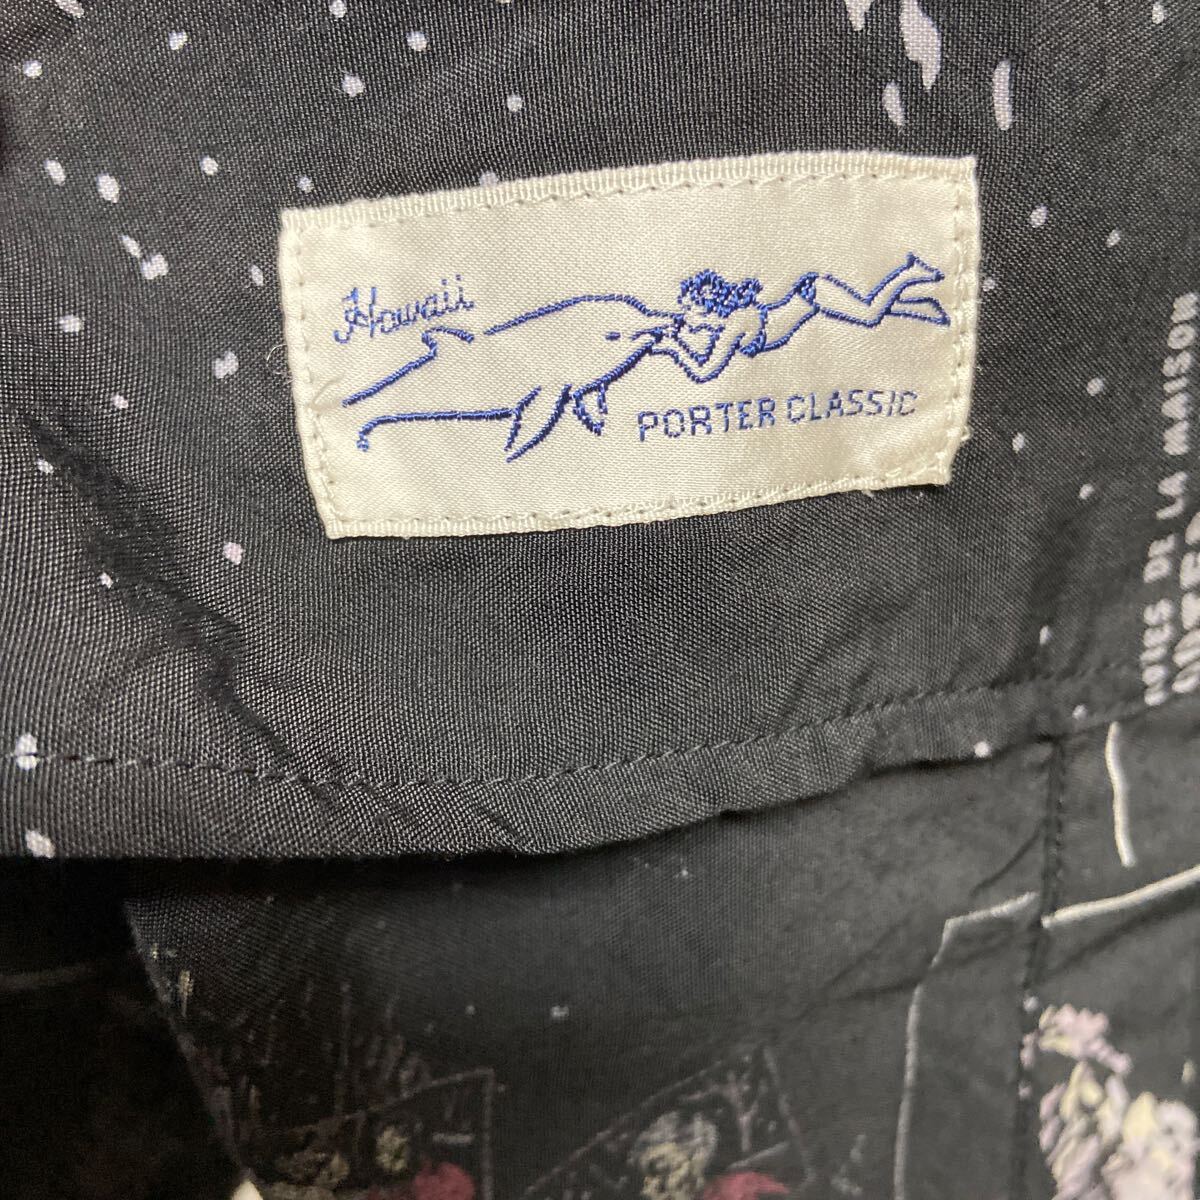 Hawaii
PORTER CLASSIC
DE LA MAISON